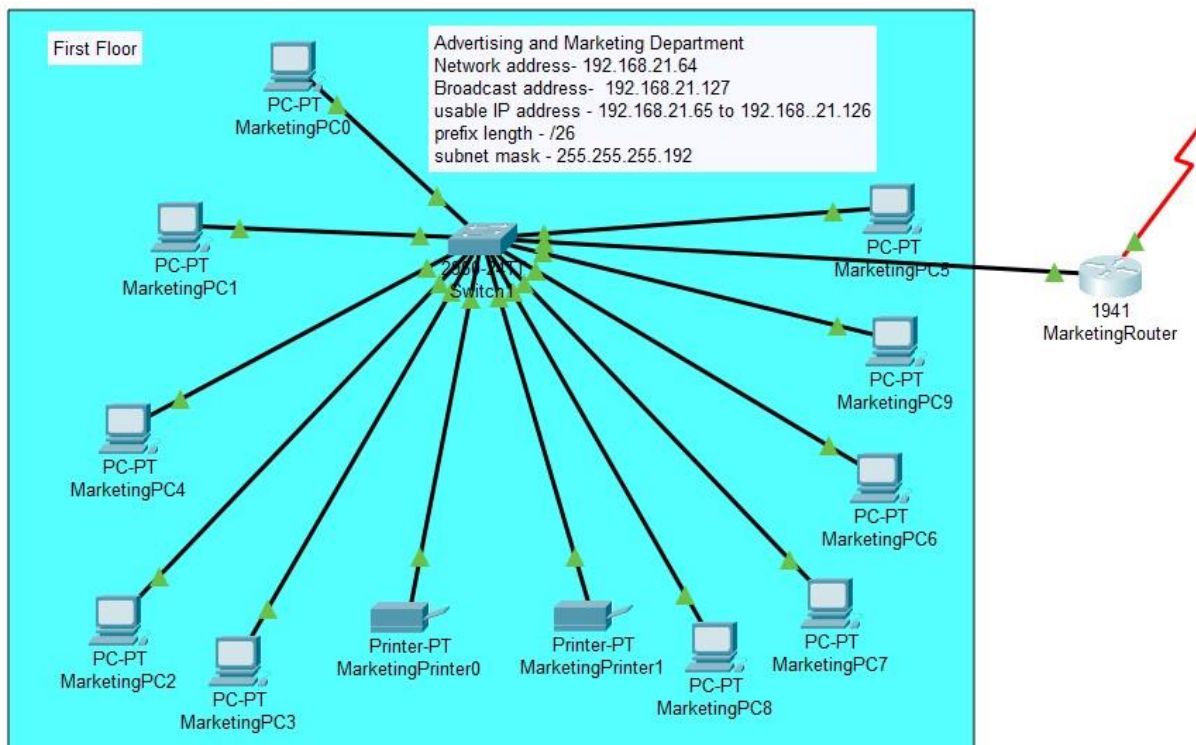 First Floor
Advertising and Marketing Department
Network address- 192.168.21.64
Broadcast address-  192.168.21.127
usable IP address - 192.168.21.65 to 192.168..21.126
prefix length - /26
subnet mask - 255.255.255.192
PC-PT
MarketingPC0
PC-PT
MarketingPC1
PC-PT
MarketingPC5
Switch1
1941
MarketingRouter
PC-PT
MarketingPC9
PC-PT
MarketingPC4
PC-PT
MarketingPC6
PC-PT
MarketingPC2
PC-PT
MarketingPC3
Printer-PT
MarketingPrinter0
Printer-PT
MarketingPrinter1
PC-PT
MarketingPC8
PC-PT
MarketingPC7